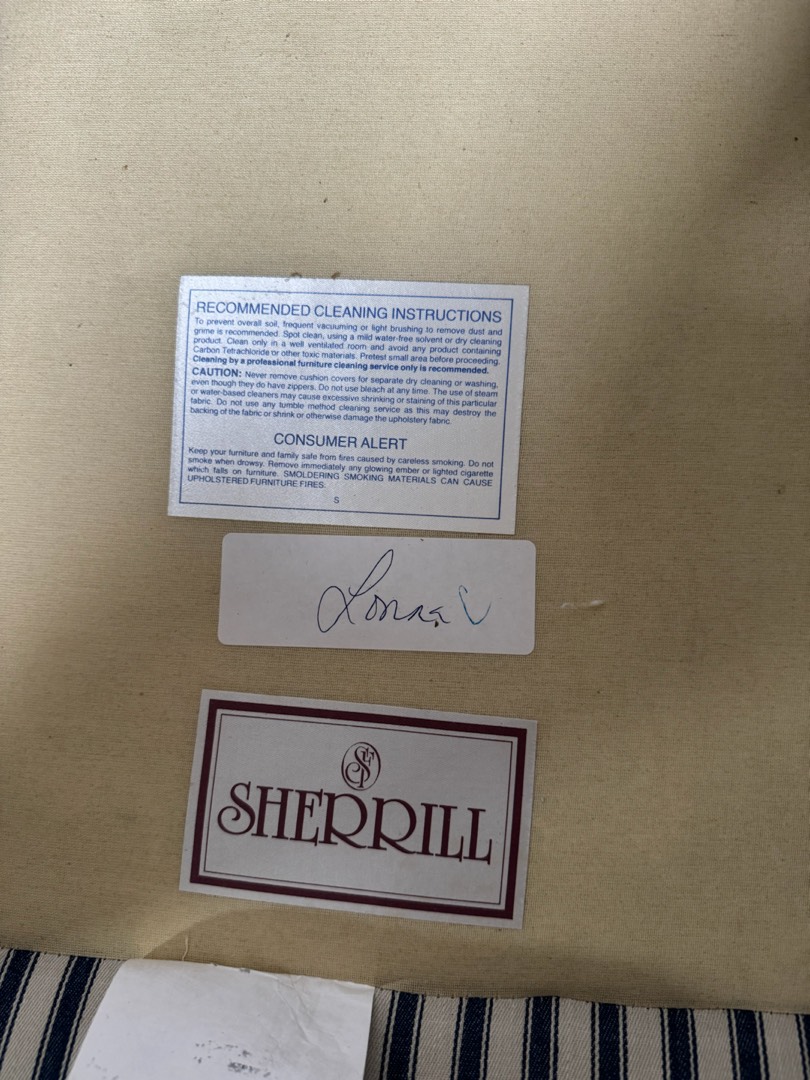 RECOMMENDED CLEANING INSTRUCTIONS
To prevent overall soil, frequent vacuuming or light brushing to remove dust and
grime is recommended. Spot clean, using a mild water-free solvent or dry cleaning
product. Clean only in a well ventilated room and avoid any product containing
Carbon Tetrachloride or other toxic materials. Pretest small area before proceeding.
Cleaning by a professional furniture cleaning service only is recommended.
CAUTION: Never remove cushion covers for separate dry cleaning or washing,
even though they do have zippers. Do not use bleach at any time. The use of steam
or water-based cleaners may cause excessive shrinking or staining of this particular
fabric. Do not use any tumble method cleaning service as this may destroy the
backing of the fabric or shrink or otherwise damage the upholstery fabric.
CONSUMER ALERT
Keep your furniture and family safe from fires caused by careless smoking. Do not
smoke when drowsy. Remove immediately any glowing ember or lighted cigarette
which falls on furniture. SMOLDERING SMOKING MATERIALS CAN CAUSE
UPHOLSTERED FURNITURE FIRES.
S
Lonna
SHERRILL